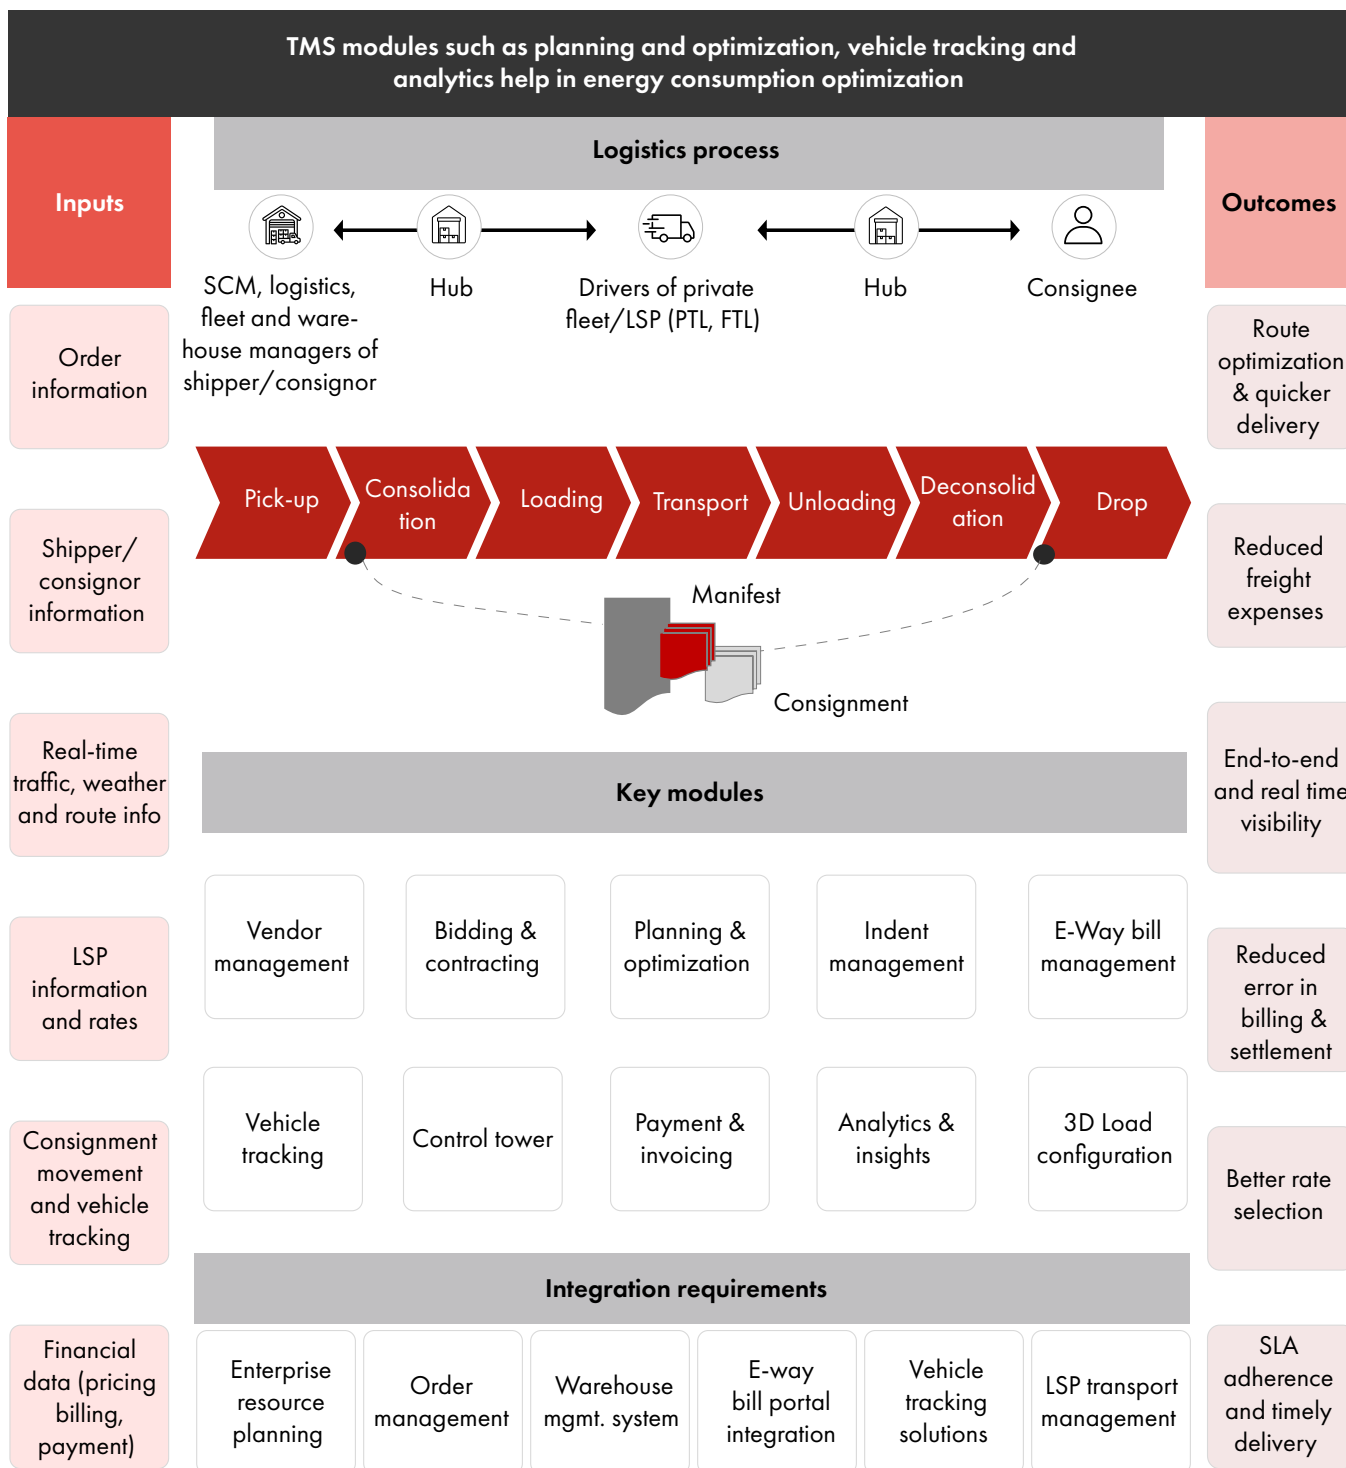 TMS modules such as planning and optimization, vehicle tracking and
analytics help in energy consumption optimization
Inputs
Order
information
Shipper/
consignor
information
Real-time
traffic, weather
and route info
LSP
information
and rates
Consignment
movement
and vehicle
tracking
Financial
data (pricing
billing,
payment)
Logistics process
SCM, logistics,
fleet and ware-
house managers of
shipper/consignor
Hub
Drivers of private
fleet/LSP (PTL, FTL)
Hub
Consignee
Pick-up
Consolida
tion
Loading
Transport
Unloading
Deconsolid
ation
Drop
Manifest
Consignment
Key modules
Vendor
management
Bidding &
contracting
Planning &
optimization
Indent
management
E-Way bill
management
Vehicle
tracking
Control tower
Payment &
invoicing
Analytics &
insights
3D Load
configuration
Integration requirements
Enterprise
resource
planning
Order
management
Warehouse
mgmt. system
E-way
bill portal
integration
Vehicle
tracking
solutions
LSP transport
management
Outcomes
Route
optimization
& quicker
delivery
Reduced
freight
expenses
End-to-end
and real time
visibility
Reduced
error in
billing &
settlement
Better rate
selection
SLA
adherence
and timely
delivery